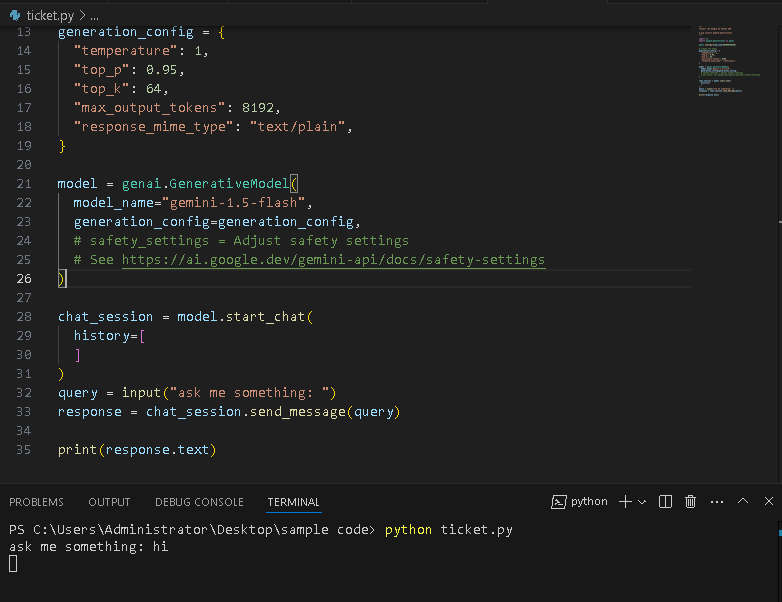 ticket.py > ...
13 generation_config = {
14   "temperature": 1,
15   "top_p": 0.95,
16   "top_k": 64,
17   "max_output_tokens": 8192,
18   "response_mime_type": "text/plain",
19 }
20
21 model = genai.GenerativeModel(
22   model_name="gemini-1.5-flash",
23   generation_config=generation_config,
24   # safety_settings = Adjust safety settings
25   # See https://ai.google.dev/gemini-api/docs/safety-settings
26 )
27
28 chat_session = model.start_chat(
29   history=[
30   ]
31 )
32 query = input("ask me something: ")
33 response = chat_session.send_message(query)
34
35 print(response.text)
PROBLEMS OUTPUT DEBUG CONSOLE TERMINAL python
PS C:\Users\Administrator\Desktop\sample code> python ticket.py
ask me something: hi